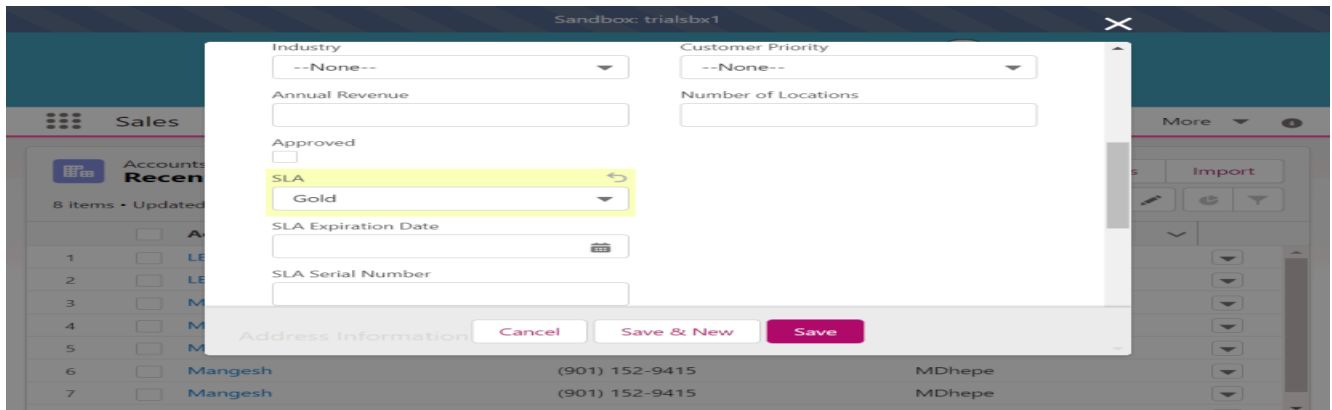 Sandbox: trialsbx1
Industry
--None--
Customer Priority
--None--
Annual Revenue
Number of Locations
Sales
More
Approved
Accounts
Recen
Import
SLA
Gold
8 items • Updated
SLA Expiration Date
SLA Serial Number
1
2
3 M
4 M
5 M
Address Information
Cancel
Save & New
Save
6 Mangesh (901) 152-9415 MDhepe
7 Mangesh (901) 152-9415 MDhepe